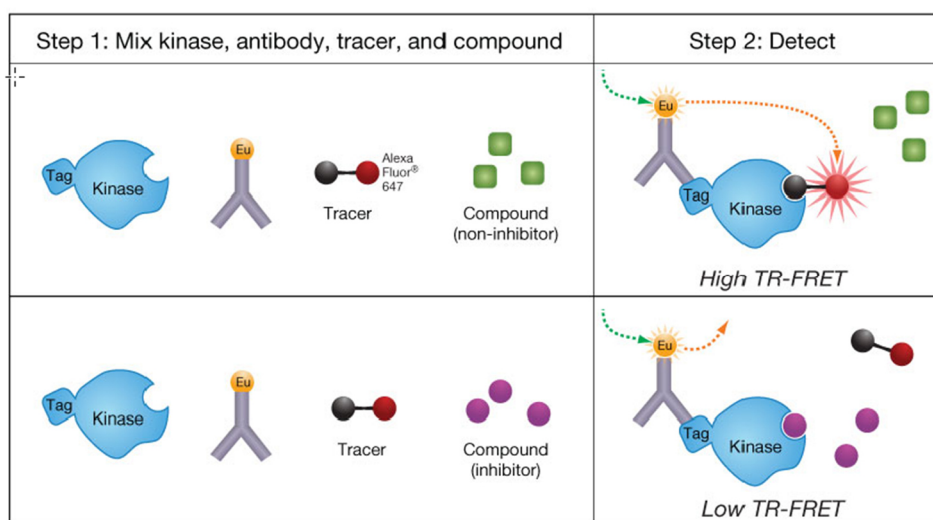 Step 1: Mix kinase, antibody, tracer, and compound
Step 2: Detect
Tag
Kinase
Eu
Alexa
Fluor®
647
Tracer
Compound
(non-inhibitor)
Eu
Tag
Kinase
High TR-FRET
Tag
Kinase
Eu
Tracer
Compound
(inhibitor)
Eu
Tag
Kinase
Low TR-FRET